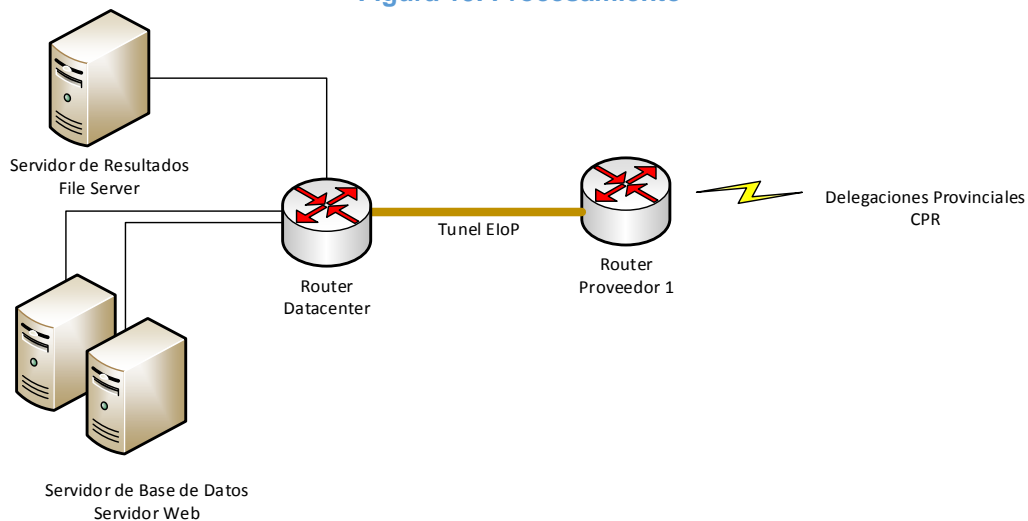 Servidor de Resultados
File Server
Tunel EIoP
Delegaciones Provinciales
CPR
Router
Proveedor 1
Router
Datacenter
Servidor de Base de Datos
Servidor Web